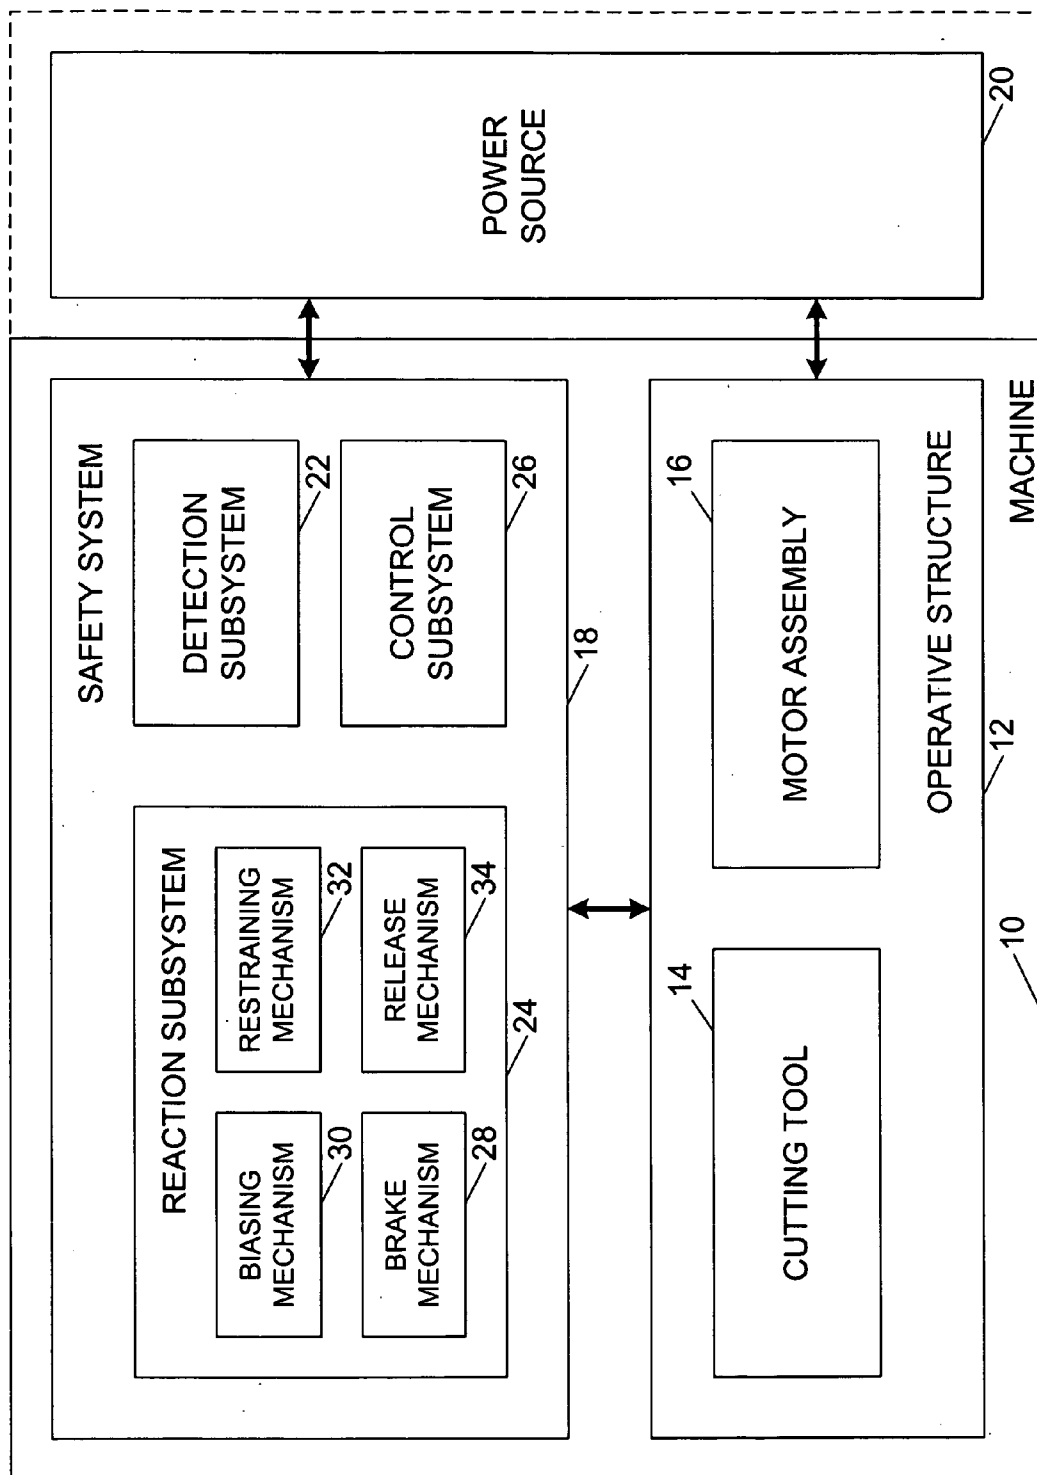 SAFETY SYSTEM
REACTION SUBSYSTEM
BIASING
MECHANISM
30
RESTRAINING
MECHANISM
32
BRAKE
MECHANISM
28
RELEASE
MECHANISM
34
24
DETECTION
SUBSYSTEM
22
CONTROL
SUBSYSTEM
26
18
POWER
SOURCE
20
14
CUTTING TOOL
16
MOTOR ASSEMBLY
OPERATIVE STRUCTURE
12
10
MACHINE